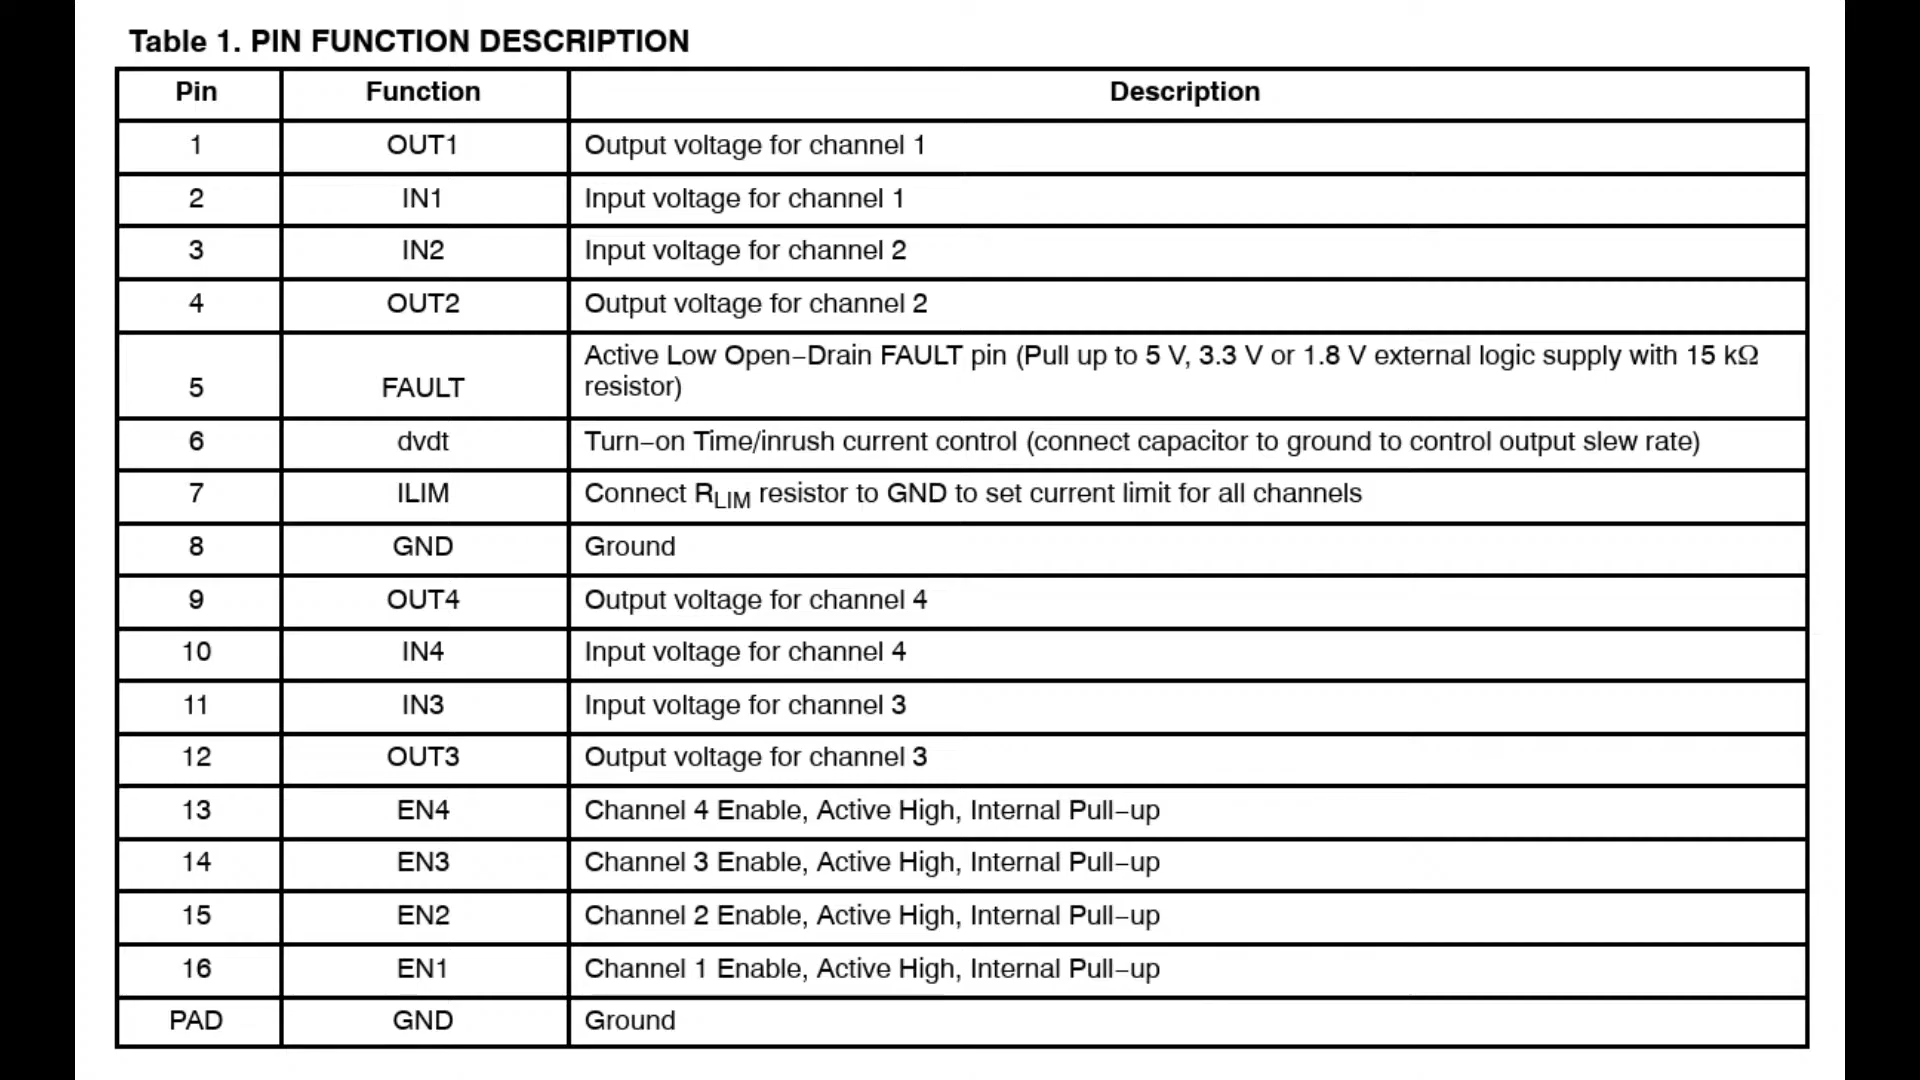 Table 1. PIN FUNCTION DESCRIPTION
Pin Function Description
1 OUT1 Output voltage for channel 1
2 IN1 Input voltage for channel 1
3 IN2 Input voltage for channel 2
4 OUT2 Output voltage for channel 2
5 FAULT Active Low Open−Drain FAULT pin (Pull up to 5 V, 3.3 V or 1.8 V external logic supply with 15 kΩ
resistor)
6 dvdt Turn−on Time/inrush current control (connect capacitor to ground to control output slew rate)
7 ILIM Connect RLIM resistor to GND to set current limit for all channels
8 GND Ground
9 OUT4 Output voltage for channel 4
10 IN4 Input voltage for channel 4
11 IN3 Input voltage for channel 3
12 OUT3 Output voltage for channel 3
13 EN4 Channel 4 Enable, Active High, Internal Pull−up
14 EN3 Channel 3 Enable, Active High, Internal Pull−up
15 EN2 Channel 2 Enable, Active High, Internal Pull−up
16 EN1 Channel 1 Enable, Active High, Internal Pull−up
PAD GND Ground